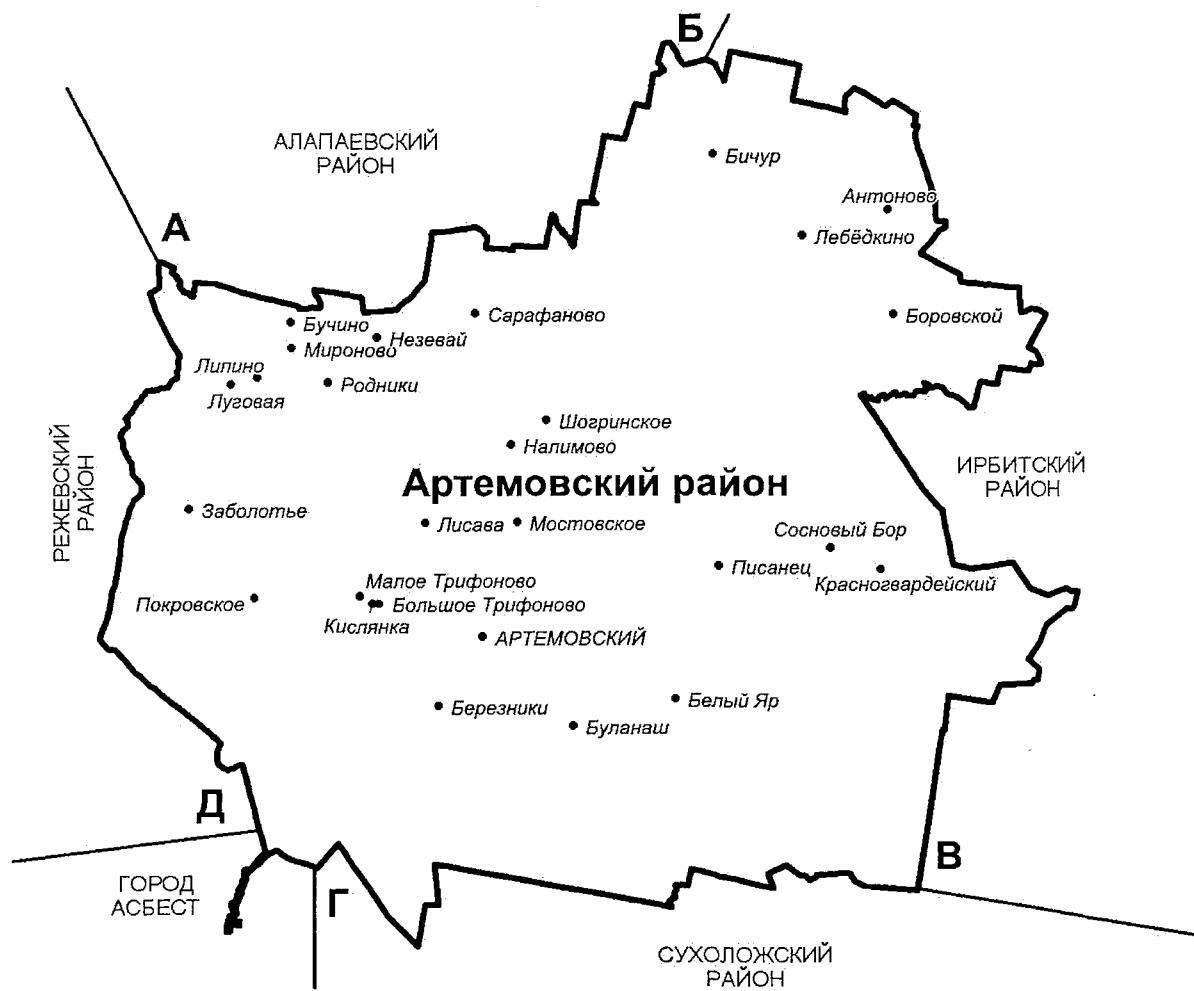 Б
АЛАПАЕВСКИЙ
РАЙОН
Бичур
Антоново
А
Лебёдкино
Сарафаново
Боровской
Бучино
Незевай
Мироново
Липино
Родники
Луговая
Шогринское
Налимово
РЕЖЕВСКИЙ
РАЙОН
Артемовский район
ИРБИТСКИЙ
РАЙОН
Заболотье
Лисава
Мостовское
Сосновый Бор
Писанец
Красногвардейский
Малое Трифоново
Покровское
Большое Трифоново
Кислянка
АРТЕМОВСКИЙ
Белый Яр
Березники
Буланаш
Д
В
ГОРОД
АСБЕСТ
Г
СУХОЛОЖСКИЙ
РАЙОН